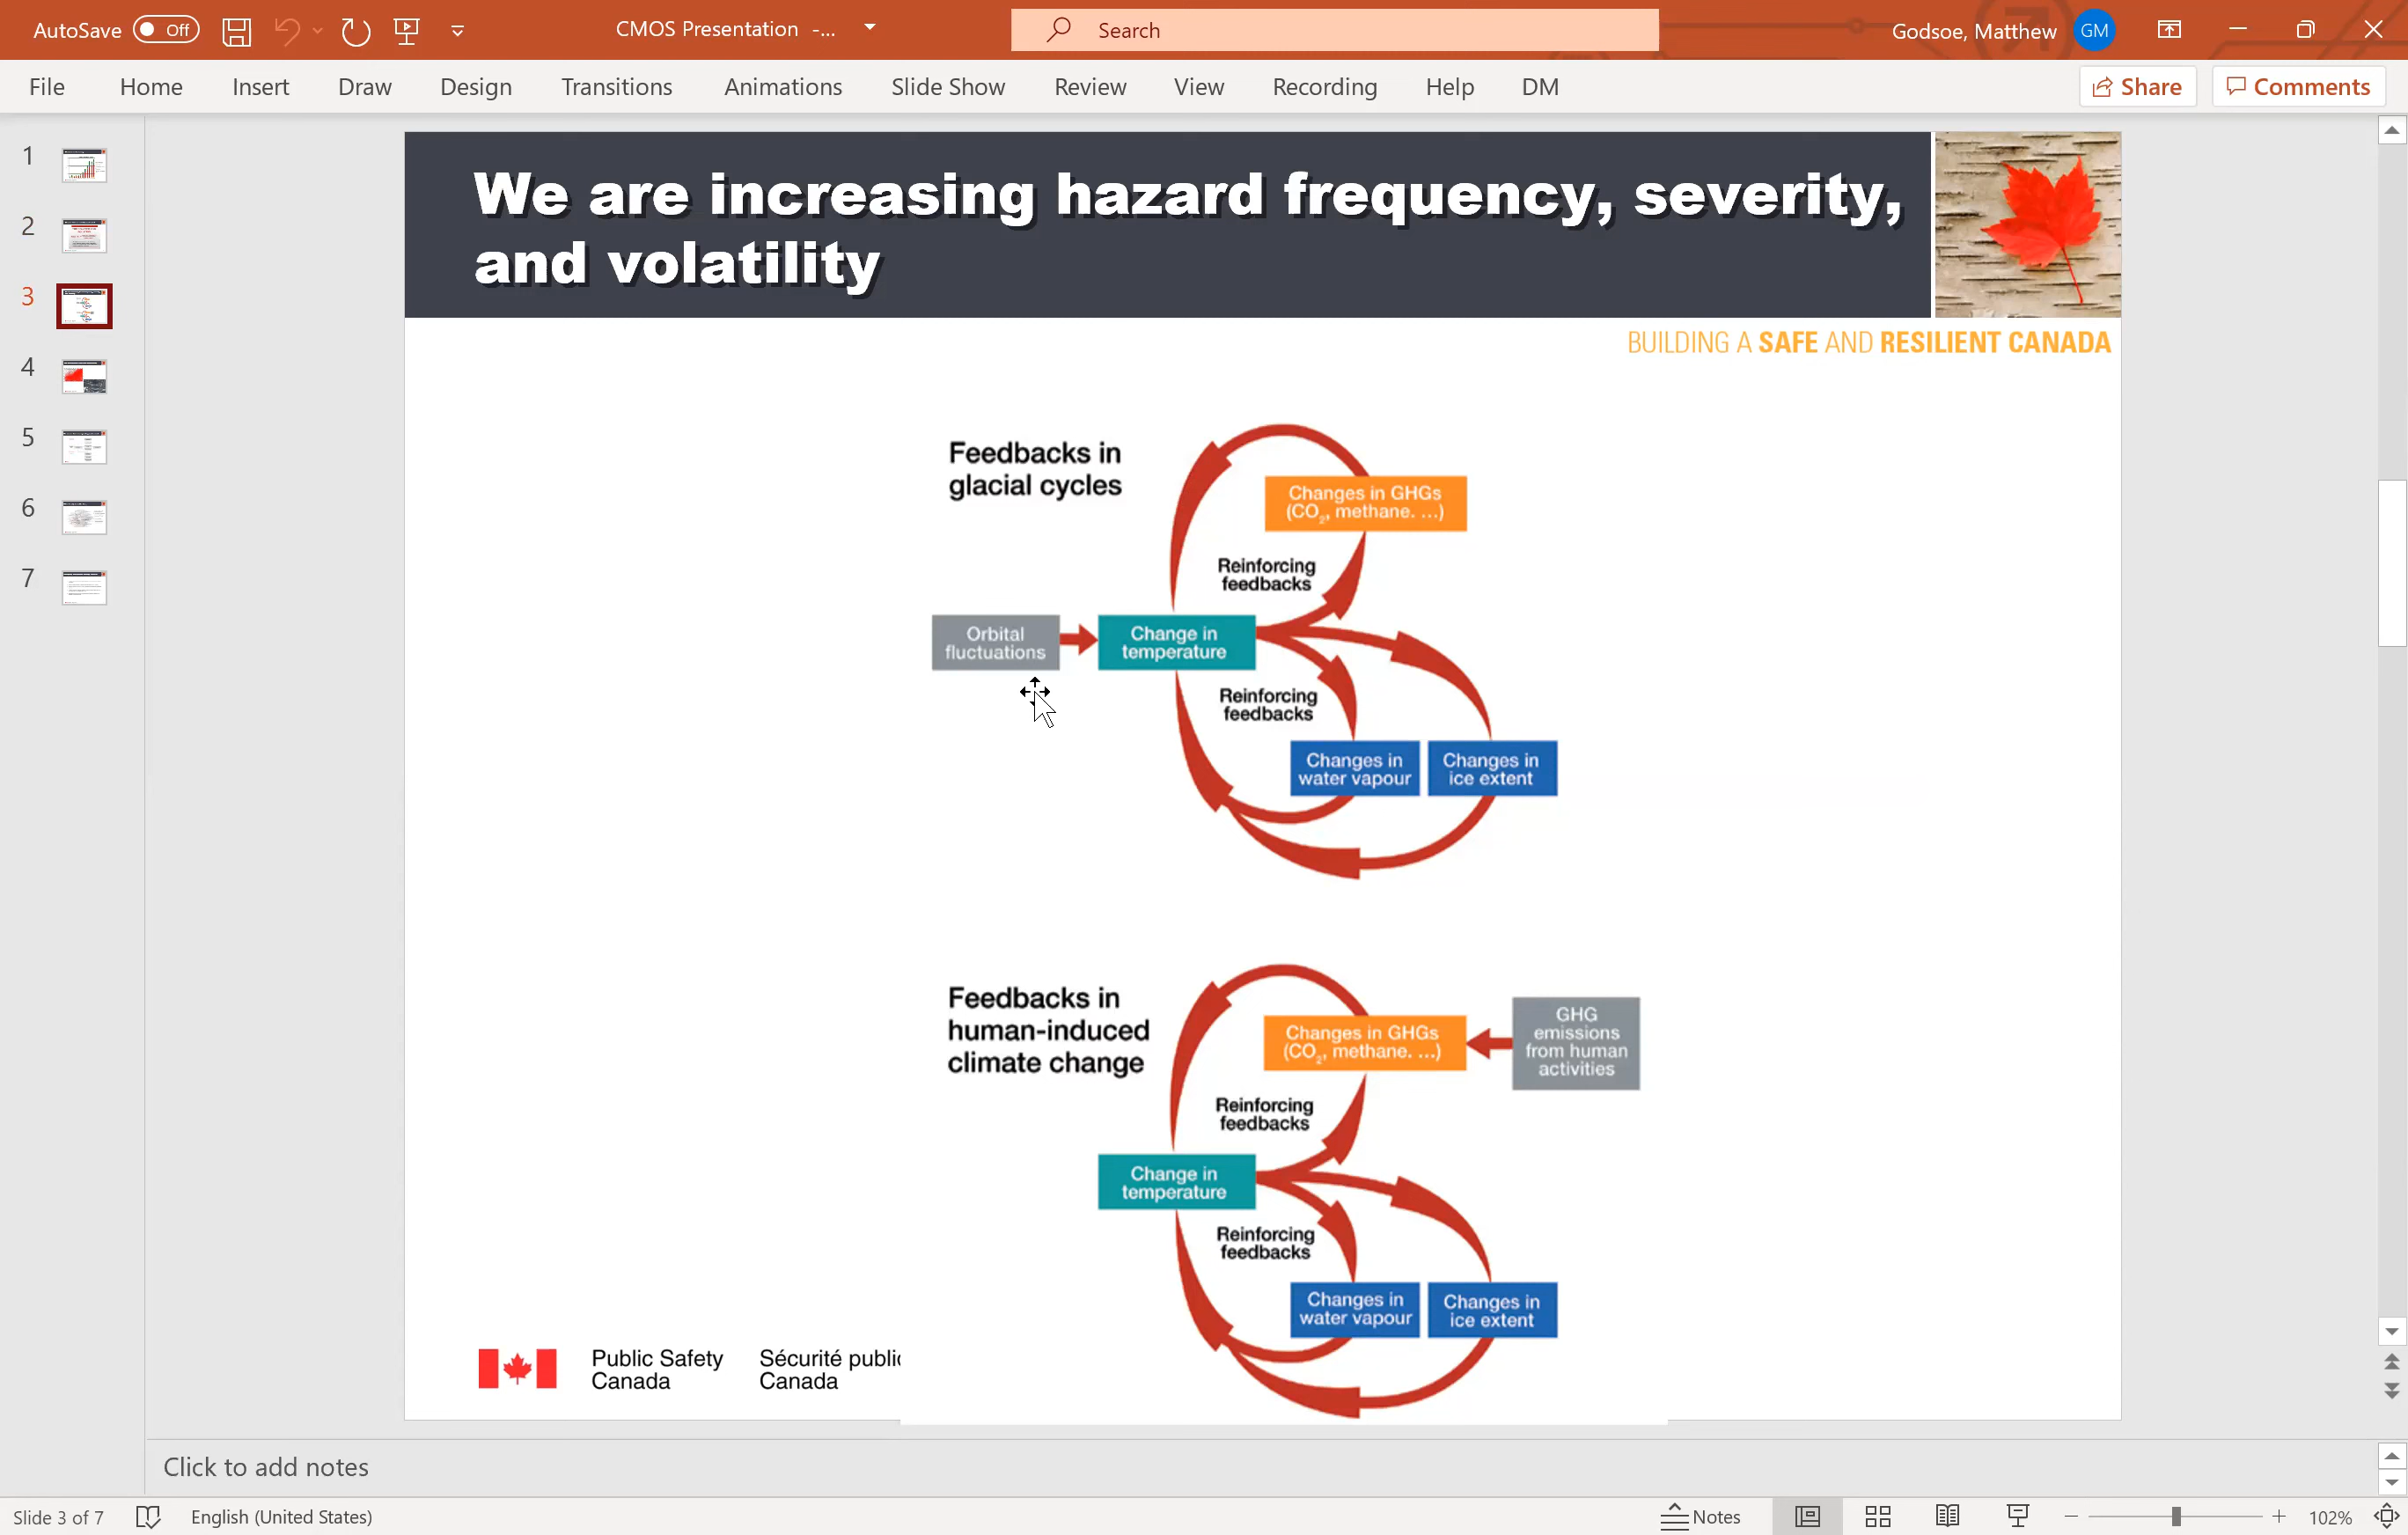 AutoSave Off
CMOS Presentation -...
Search
Godsoe, Matthew GM
File Home Insert Draw Design Transitions Animations Slide Show Review View Recording Help DM
Share Comments
1
2
3
4
5
6
7
We are increasing hazard frequency, severity,
and volatility
BUILDING A SAFE AND RESILIENT CANADA
Feedbacks in
glacial cycles
Changes in GHGs
(CO₂, methane. ...)
Reinforcing
feedbacks
Orbital
fluctuations
Change in
temperature
Reinforcing
feedbacks
Changes in
water vapour
Changes in
ice extent
Feedbacks in
human-induced
climate change
Changes in GHGs
(CO₂, methane. ...)
GHG
emissions
from human
activities
Reinforcing
feedbacks
Change in
temperature
Reinforcing
feedbacks
Changes in
water vapour
Changes in
ice extent
Public Safety
Canada
Sécurité public
Canada
Click to add notes
Slide 3 of 7 English (United States)
Notes 102%